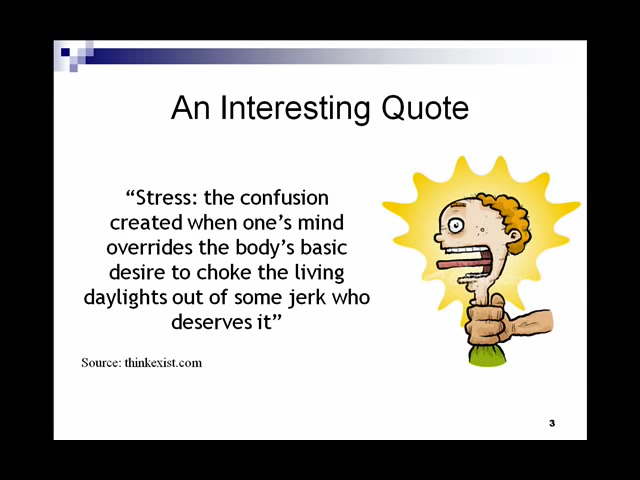 An Interesting Quote
“Stress: the confusion
created when one’s mind
overrides the body’s basic
desire to choke the living
daylights out of some jerk who
deserves it”
Source: thinkexist.com
3